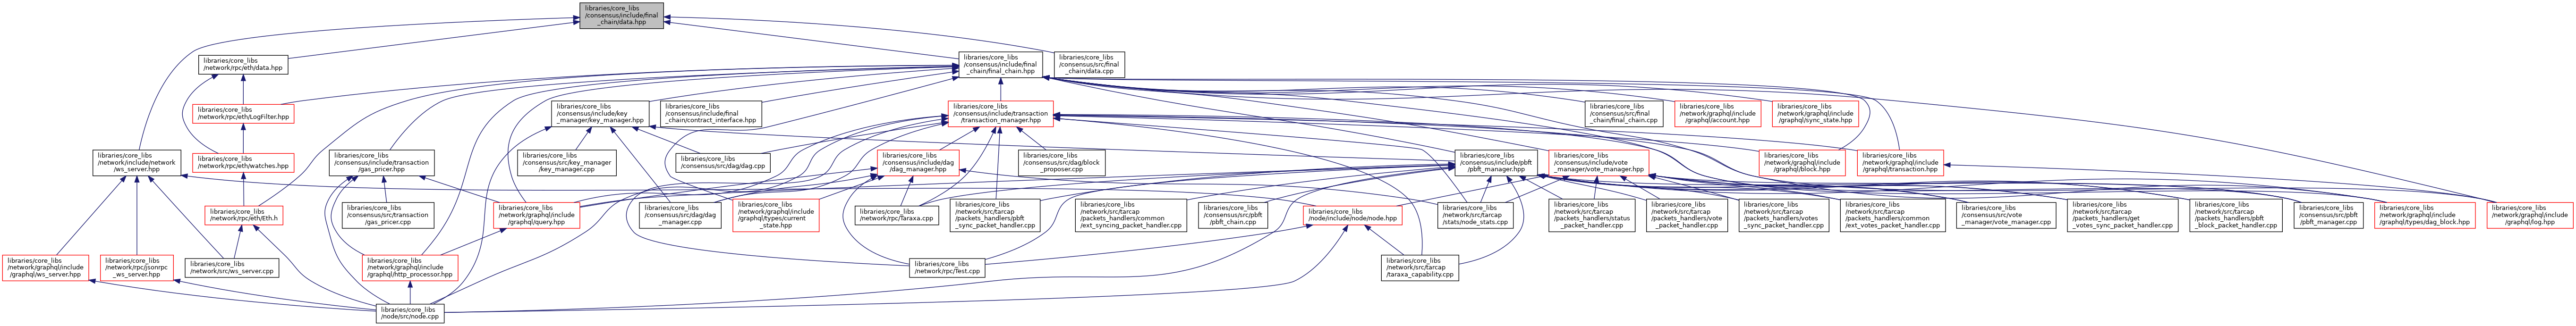 libraries/core_libs
/consensus/include/final
_chain/data.hpp
libraries/core_libs
/network/rpc/eth/data.hpp
libraries/core_libs
/consensus/include/final
_chain/final_chain.hpp
libraries/core_libs
/consensus/src/final
_chain/data.cpp
libraries/core_libs
/network/rpc/eth/LogFilter.hpp
libraries/core_libs
/consensus/include/key
_manager/key_manager.hpp
libraries/core_libs
/consensus/include/final
_chain/contract_interface.hpp
libraries/core_libs
/consensus/include/transaction
/transaction_manager.hpp
libraries/core_libs
/consensus/src/final
_chain/final_chain.cpp
libraries/core_libs
/network/graphql/include
/graphql/account.hpp
libraries/core_libs
/network/graphql/include
/graphql/sync_state.hpp
libraries/core_libs
/network/include/network
/ws_server.hpp
libraries/core_libs
/network/rpc/eth/watches.hpp
libraries/core_libs
/consensus/include/transaction
/gas_pricer.hpp
libraries/core_libs
/consensus/src/key_manager
/key_manager.cpp
libraries/core_libs
/consensus/src/dag/dag.cpp
libraries/core_libs
/consensus/include/dag
/dag_manager.hpp
libraries/core_libs
/consensus/src/dag/block
_proposer.cpp
libraries/core_libs
/consensus/include/pbft
/pbft_manager.hpp
libraries/core_libs
/consensus/include/vote
_manager/vote_manager.hpp
libraries/core_libs
/network/graphql/include
/graphql/block.hpp
libraries/core_libs
/network/graphql/include
/graphql/transaction.hpp
libraries/core_libs
/network/rpc/eth/Eth.h
libraries/core_libs
/consensus/src/transaction
/gas_pricer.cpp
libraries/core_libs
/network/graphql/include
/graphql/query.hpp
libraries/core_libs
/consensus/src/dag/dag
_manager.cpp
libraries/core_libs
/network/graphql/include
/graphql/types/current
_state.hpp
libraries/core_libs
/network/rpc/Taraxa.cpp
libraries/core_libs
/network/src/tarcap
/packets_handlers/pbft
_sync_packet_handler.cpp
libraries/core_libs
/network/src/tarcap
/packets_handlers/common
/ext_syncing_packet_handler.cpp
libraries/core_libs
/consensus/src/pbft
/pbft_chain.cpp
libraries/core_libs
/node/include/node/node.hpp
libraries/core_libs
/network/src/tarcap
/stats/node_stats.cpp
libraries/core_libs
/network/src/tarcap
/packets_handlers/status
_packet_handler.cpp
libraries/core_libs
/network/src/tarcap
/packets_handlers/vote
_packet_handler.cpp
libraries/core_libs
/network/src/tarcap
/packets_handlers/votes
_sync_packet_handler.cpp
libraries/core_libs
/network/src/tarcap
/packets_handlers/common
/ext_votes_packet_handler.cpp
libraries/core_libs
/consensus/src/vote
_manager/vote_manager.cpp
libraries/core_libs
/network/src/tarcap
/packets_handlers/get
_votes_sync_packet_handler.cpp
libraries/core_libs
/network/src/tarcap
/packets_handlers/pbft
_block_packet_handler.cpp
libraries/core_libs
/consensus/src/pbft
/pbft_manager.cpp
libraries/core_libs
/network/graphql/include
/graphql/types/dag_block.hpp
libraries/core_libs
/network/graphql/include
/graphql/log.hpp
libraries/core_libs
/network/graphql/include
/graphql/ws_server.hpp
libraries/core_libs
/network/rpc/jsonrpc
_ws_server.hpp
libraries/core_libs
/network/src/ws_server.cpp
libraries/core_libs
/network/graphql/include
/graphql/http_processor.hpp
libraries/core_libs
/network/rpc/Test.cpp
libraries/core_libs
/network/src/tarcap
/taraxa_capability.cpp
libraries/core_libs
/node/src/node.cpp